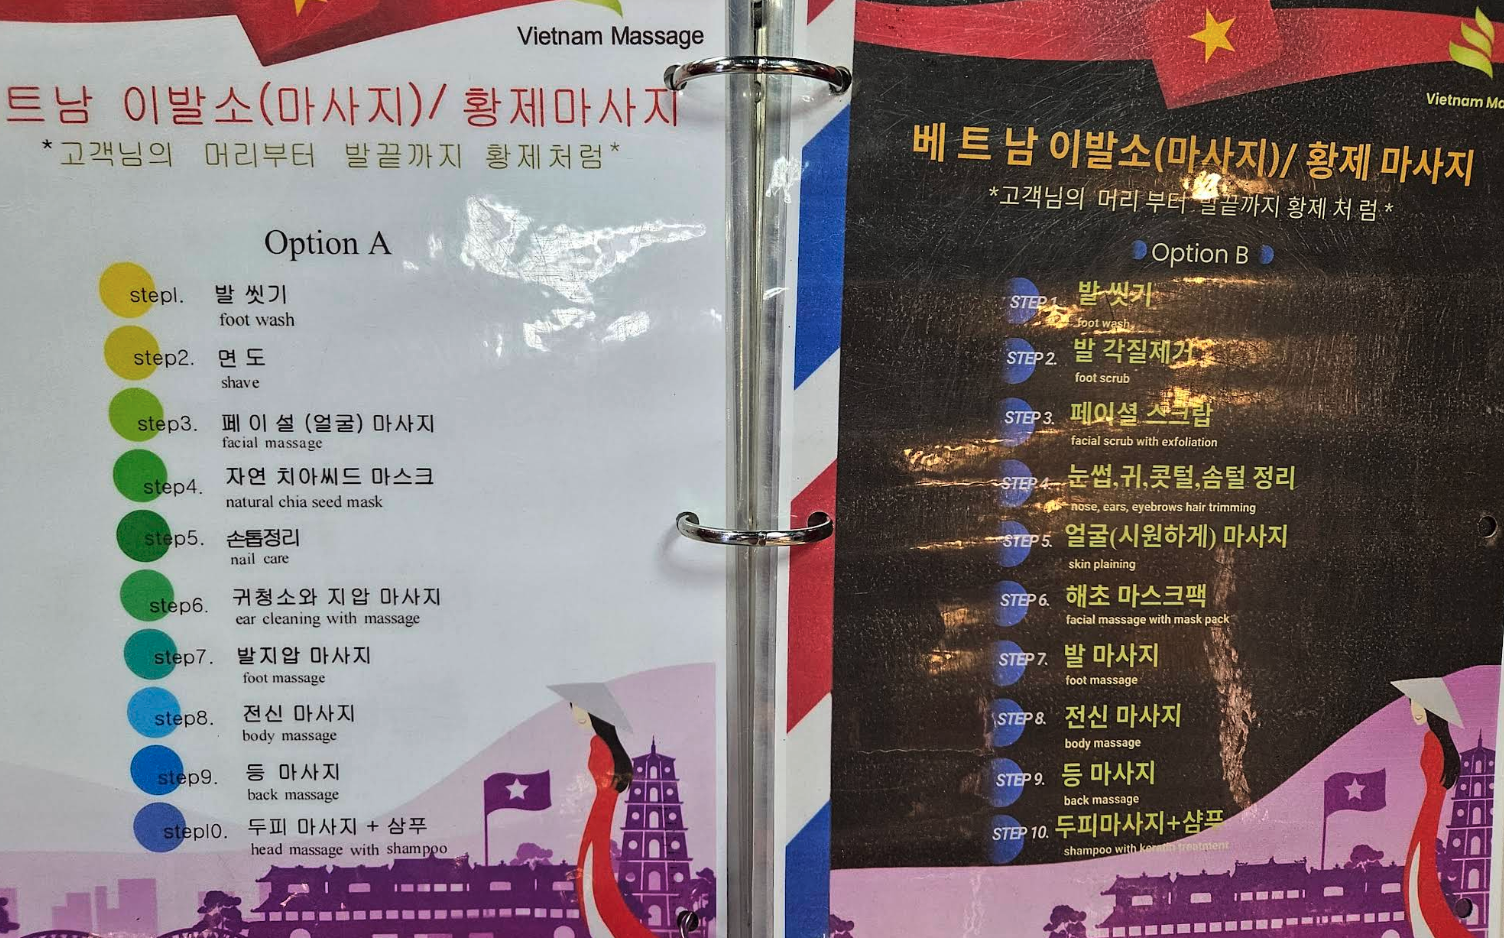 Vietnam Massage
트남 이발소(마사지)/ 황제마사지
*고객님의 머리부터 발끝까지 황제처럼*
Option A
step1. 발 씻기
foot wash
step2. 면 도
shave
step3. 페 이 설 (얼굴) 마사지
facial massage
step4. 자연 치아씨드 마스크
natural chia seed mask
step5. 손톱정리
nail care
step6. 귀청소와 지압 마사지
ear cleaning with massage
step7. 발지압 마사지
foot massage
step8. 전신 마사지
body massage
step9. 등 마사지
back massage
step10. 두피 마사지 + 샴푸
head massage with shampoo
Vietnam Ma
베 트 남 이발소(마사지)/ 황제 마사지
*고객님의 머리 부터 발끝까지 황제 처 럼*
Option B
STEP 1. 발 씻기
foot wash
STEP 2. 발 각질제거
foot scrub
STEP 3. 페이셜 스크랍
facial scrub with exfoliation
STEP 4. 눈썹,귀,콧털,솜털 정리
nose, ears, eyebrows hair trimming
STEP 5. 얼굴(시원하게) 마사지
skin plaining
STEP 6. 해초 마스크팩
facial massage with mask pack
STEP 7. 발 마사지
foot massage
STEP 8. 전신 마사지
body massage
STEP 9. 등 마사지
back massage
STEP 10. 두피마사지+샴푸
shampoo with keratin treatment